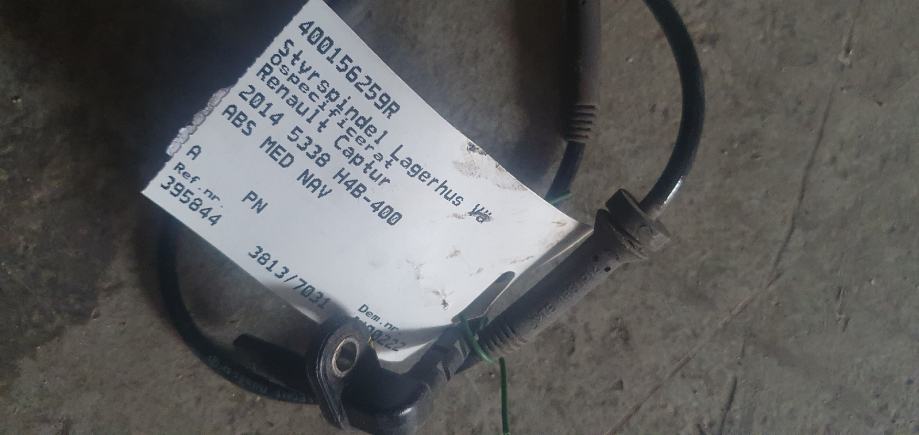 400156259R
Styrspindel Lagerhus Vä
Ospecificerat
Renault Captur
2014 5338 H4B-400
ABS MED NAV
A PN
Ref.nr. 3813/7031 Dem.nr.
395844